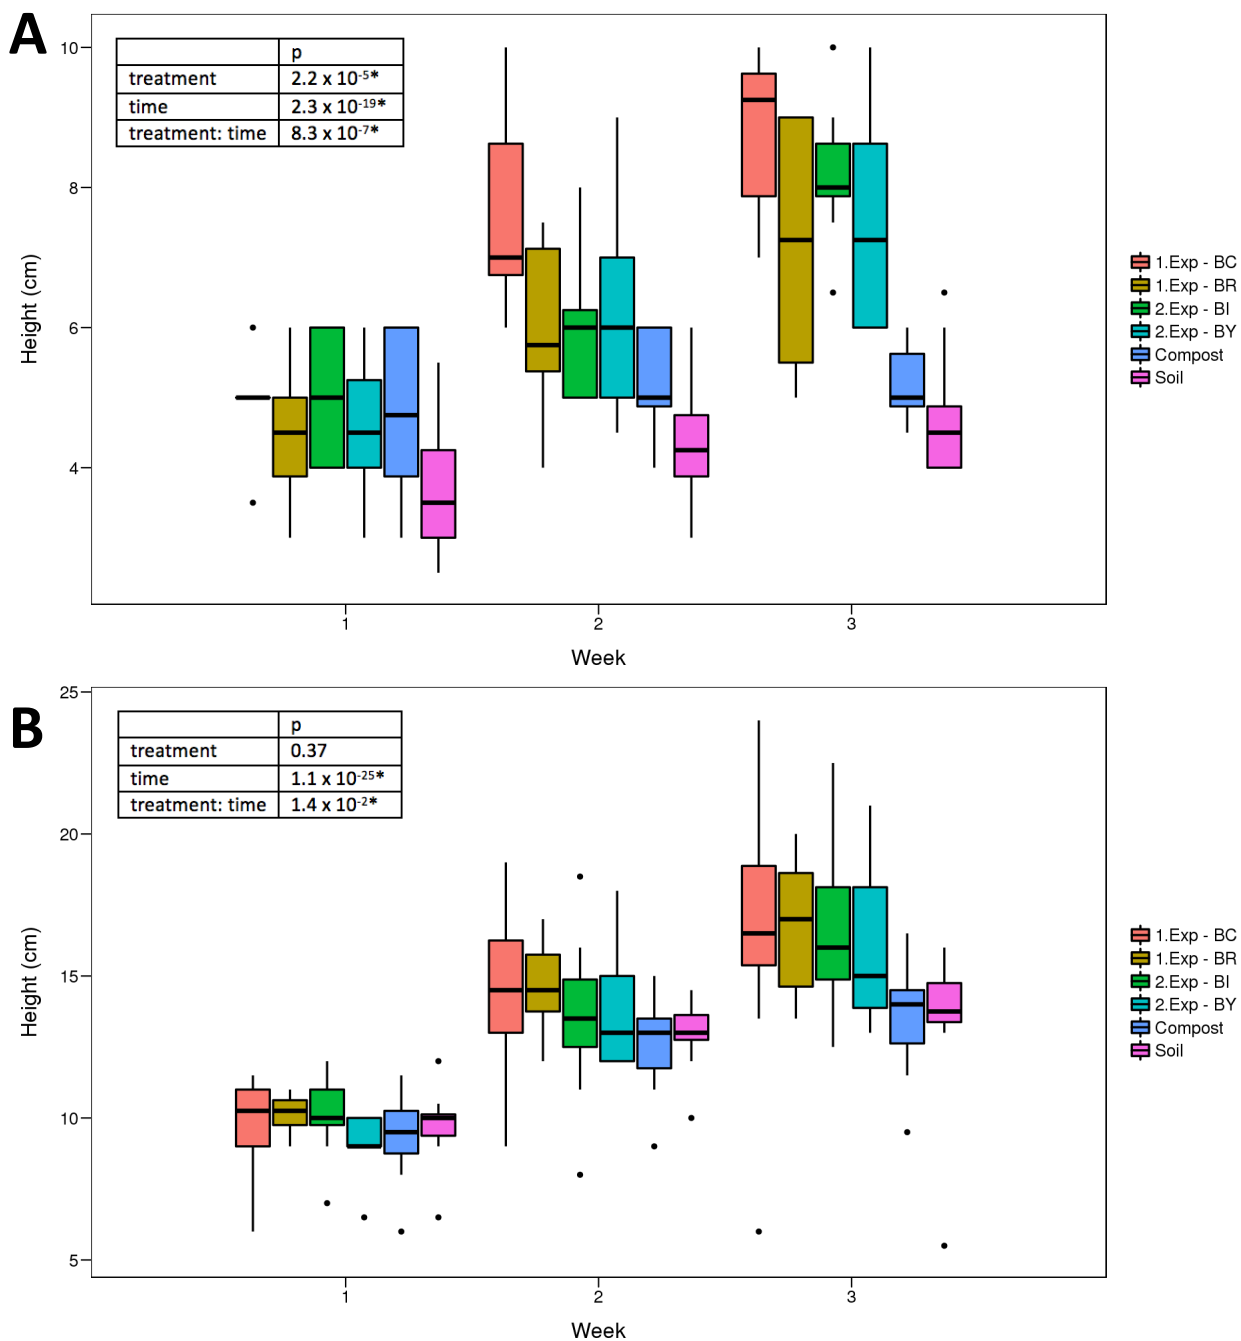 A
p
treatment 2.2 x 10-5*
time 2.3 x 10-19*
treatment: time 8.3 x 10-7*
10
8
6
4
Height (cm)
1 2 3
Week
1.Exp - BC
1.Exp - BR
2.Exp - BI
2.Exp - BY
Compost
Soil
B
p
treatment 0.37
time 1.1 x 10-25*
treatment: time 1.4 x 10-2*
25
20
15
10
5
Height (cm)
1 2 3
Week
1.Exp - BC
1.Exp - BR
2.Exp - BI
2.Exp - BY
Compost
Soil